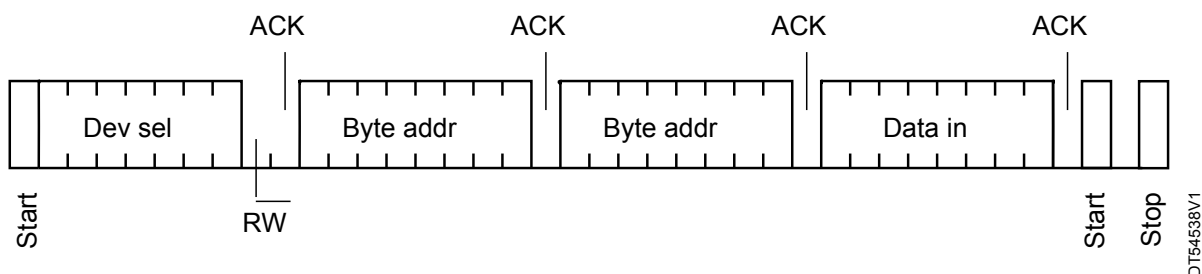 ACK ACK ACK ACK
Dev sel Byte addr Byte addr Data in
RW
Start Start Stop
DT54538V1